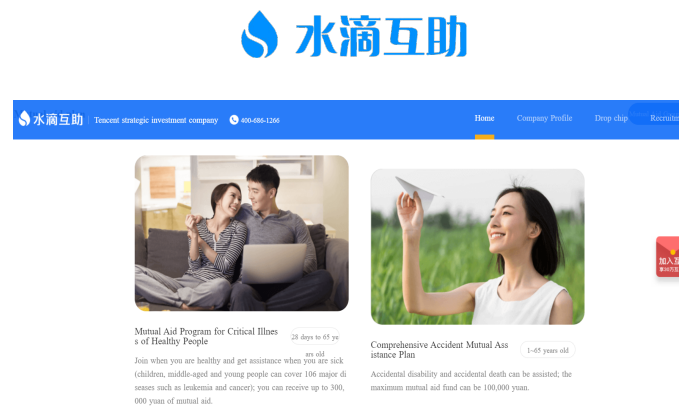 水滴互助
水滴互助 Tencent strategic investment company 400-686-1266 Home Company Profile Drop chip Recruitm
加入互
Mutual Aid Program for Critical Illnes
s of Healthy People
28 days to 65 ye
ars old
Join when you are healthy and get assistance when you are sick
(children, middle-aged and young people can cover 106 major di
seases such as leukemia and cancer); you can receive up to 300,
000 yuan of mutual aid.
Comprehensive Accident Mutual Ass
istance Plan
1~65 years old
Accidental disability and accidental death can be assisted; the
maximum mutual aid fund can be 100,000 yuan.